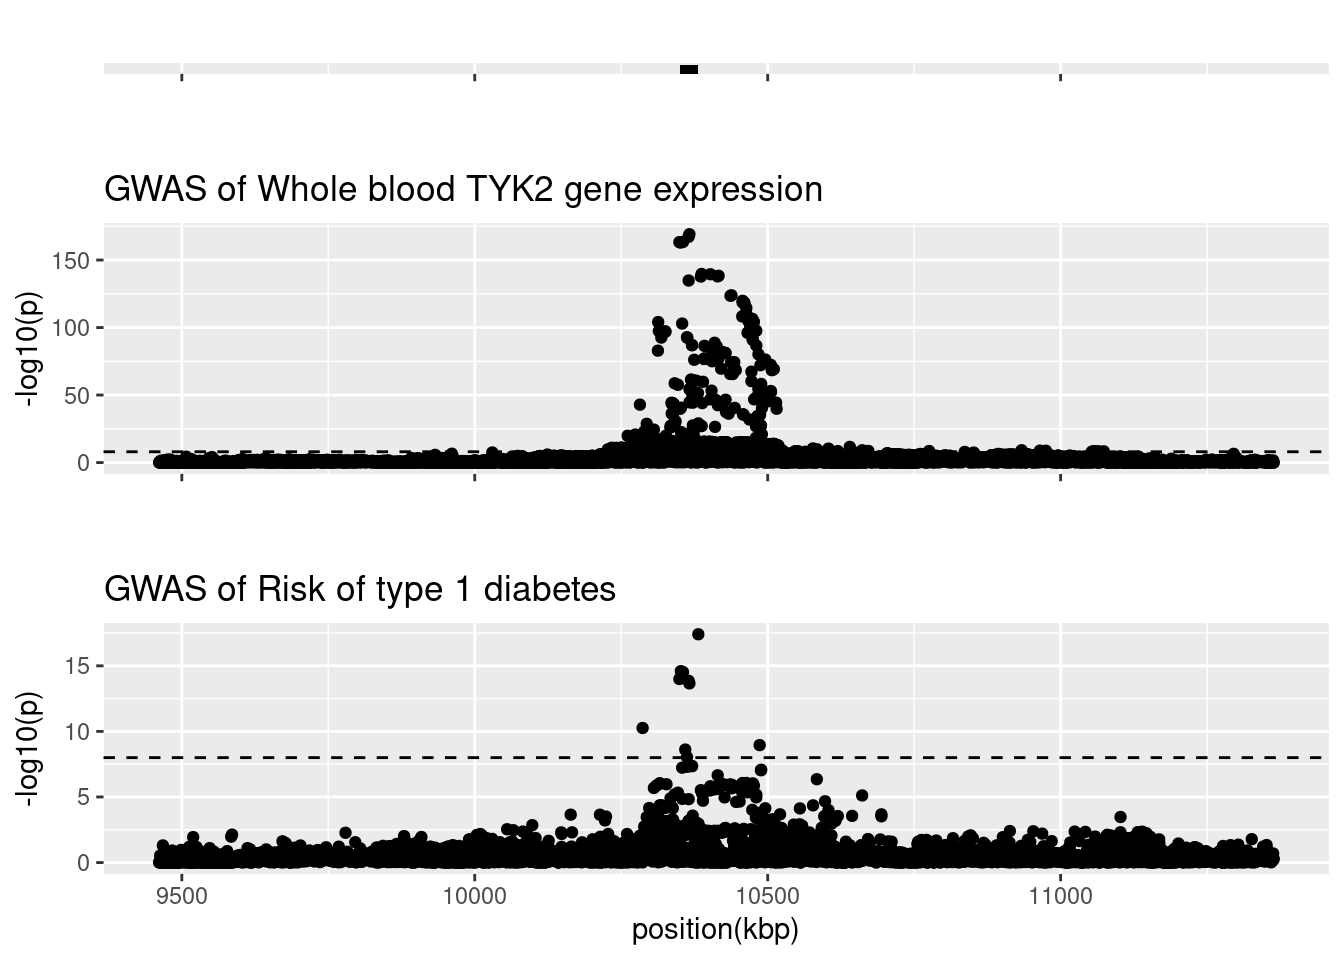 GWAS of Whole blood TYK2 gene expression
150
100
50
0
-log10(p)
GWAS of Risk of type 1 diabetes
15
10
5
0
-log10(p)
9500 10000 10500 11000
position(kbp)